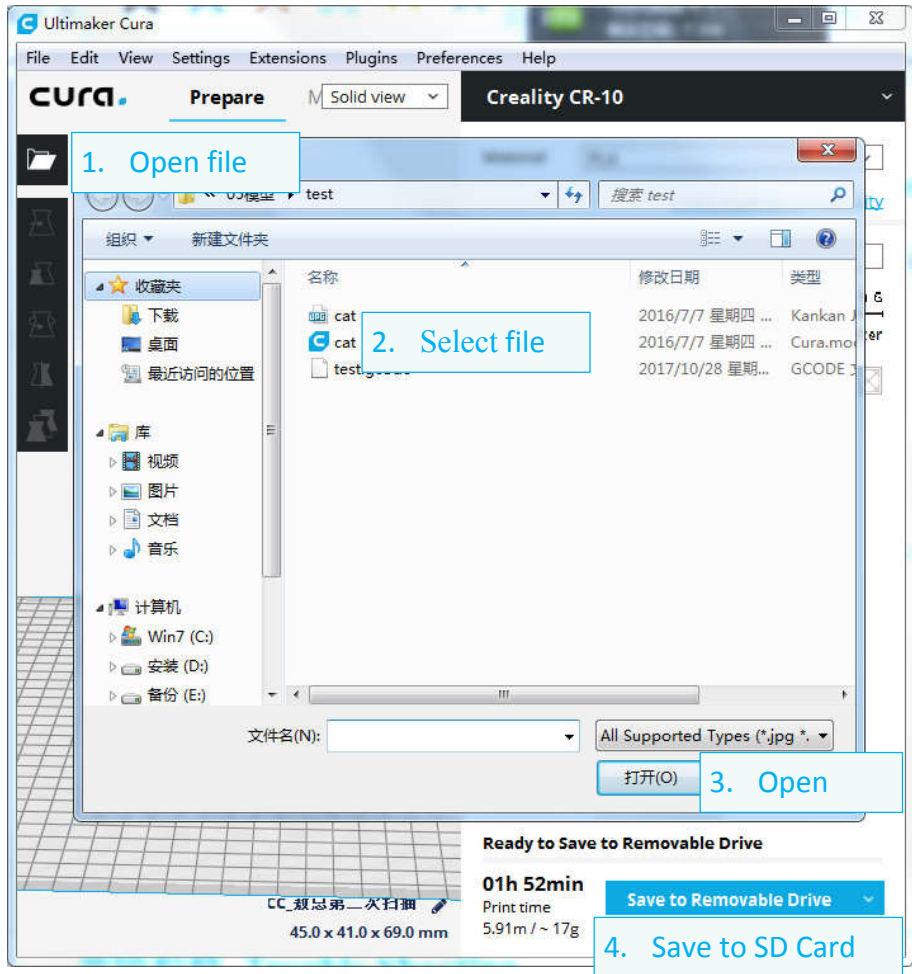 Ultimaker Cura
File Edit View Settings Extensions Plugins Preferences Help
cura. Prepare M Solid view Creality CR-10
1. Open file
05模型 test 搜索 test
组织 新建文件夹
收藏夹
下载
桌面
最近访问的位置
库
视频
图片
文档
音乐
计算机
Win7 (C:)
安装 (D:)
备份 (E:)
名称 修改日期 类型
cat 2016/7/7 星期四 ... Kankan J
cat 2016/7/7 星期四 ... Cura.mod
test.gcode 2017/10/28 星期... GCODE
2. Select file
文件名(N): All Supported Types (*.jpg *.
打开(O)
3. Open
Ready to Save to Removable Drive
01h 52min
Print time
5.91m / ~ 17g
Save to Removable Drive
45.0 x 41.0 x 69.0 mm
4. Save to SD Card